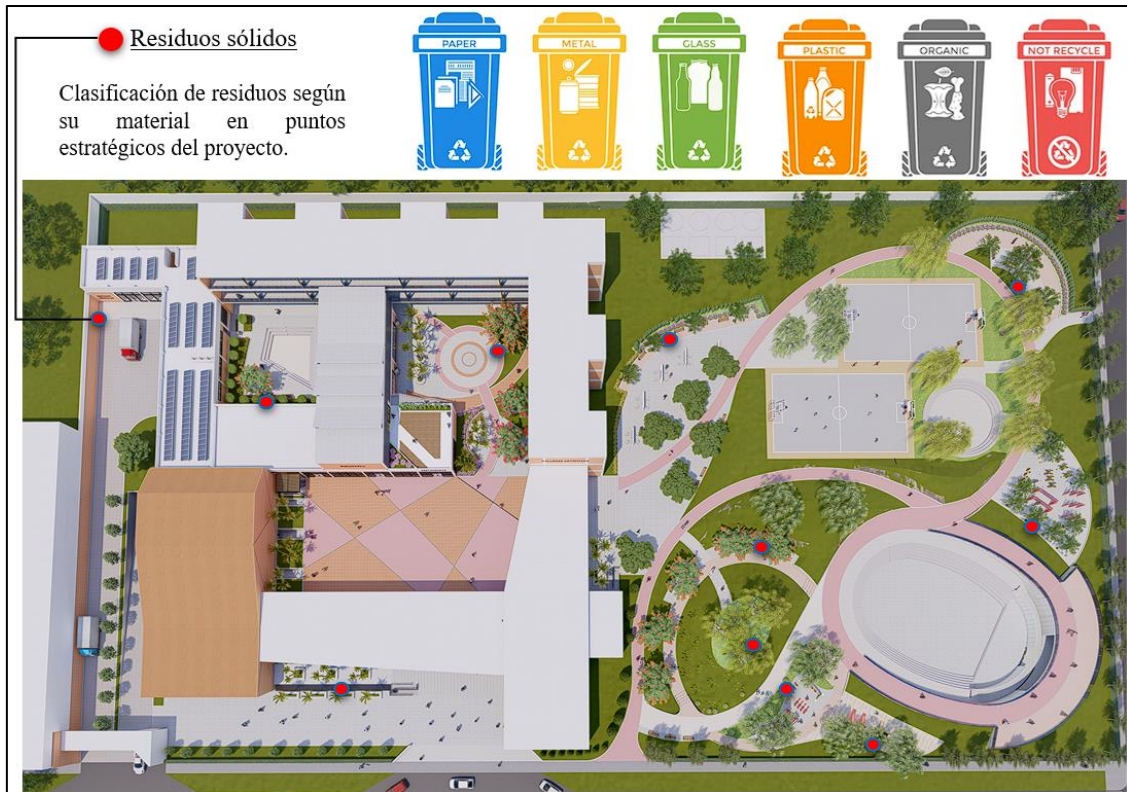 Residuos sólidos
Clasificación de residuos según
su material en puntos
estratégicos del proyecto.
PAPER
METAL
GLASS
PLASTIC
ORGANIC
NOT RECYCLE